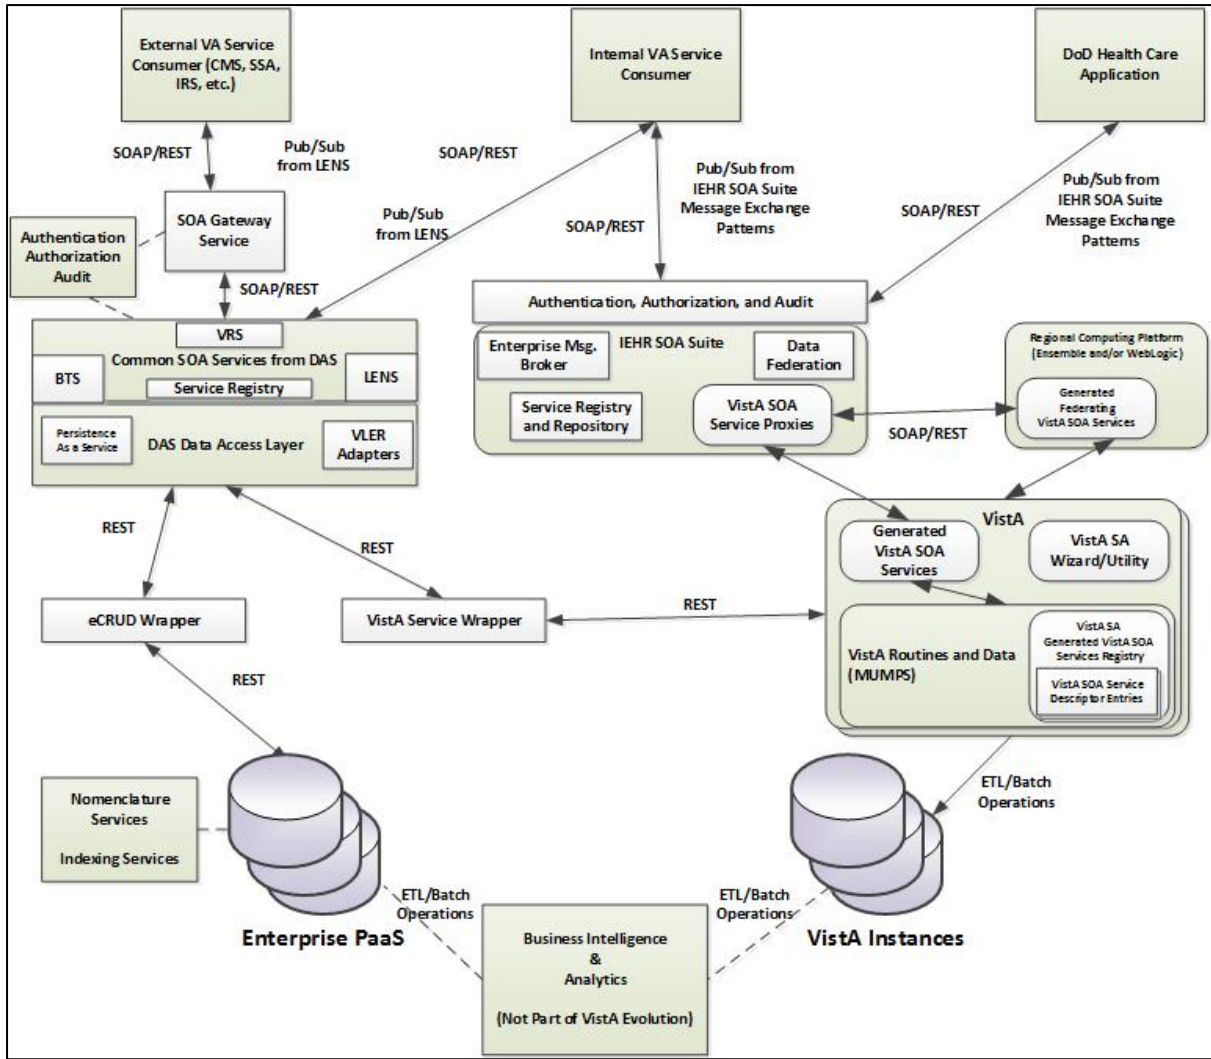 External VA Service
Consumer (CMS, SSA,
IRS, etc.)
Internal VA Service
Consumer
DoD Health Care
Application
SOAP/REST
Pub/Sub
from LENS
SOAP/REST
Pub/Sub from
IEHR SOA Suite
Message Exchange
Patterns
Pub/Sub from
IEHR SOA Suite
Message Exchange
Patterns
SOA Gateway
Service
Pub/Sub
from LENS
SOAP/REST
SOAP/REST
Authentication
Authorization
Audit
SOAP/REST
Authentication, Authorization, and Audit
VRS
Common SOA Services from DAS
BTS
LENS
Service Registry
Persistence
As a Service
DAS Data Access Layer
VLER
Adapters
Enterprise Msg.
Broker
IEHR SOA Suite
Data
Federation
Service Registry
and Repository
VistA SOA
Service Proxies
SOAP/REST
Regional Computing Platform
(Ensemble and/or WebLogic)
Generated
Federating
VistA SOA Services
REST
REST
VistA
Generated
VistA SOA
Services
VistA SA
Wizard/Utility
eCRUD Wrapper
VistA Service Wrapper
REST
VistA Routines and Data
(MUMPS)
VistA SA
Generated VistA SOA
Services Registry
VistA SOA Service
Descriptor Entries
REST
ETL/Batch
Operations
Nomenclature
Services
Indexing Services
ETL/Batch
Operations
ETL/Batch
Operations
Enterprise PaaS
VistA Instances
Business Intelligence
&
Analytics
(Not Part of VistA Evolution)